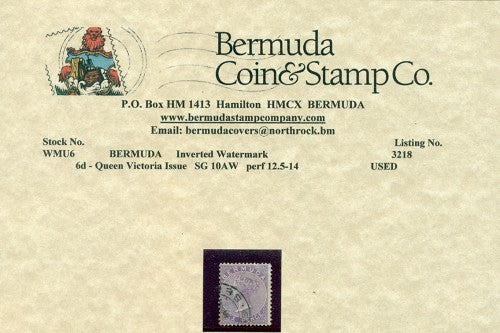 Bermuda
Coin&Stamp Co.
P.O. Box HM 1413 Hamilton HMCX BERMUDA
www.bermudastampcompany.com
Email: bermudacovers@northrock.bm
Stock No. Listing No.
WMU6 BERMUDA Inverted Watermark 3218
6d - Queen Victoria Issue SG 10AW perf 12.5-14 USED
BERMUDA